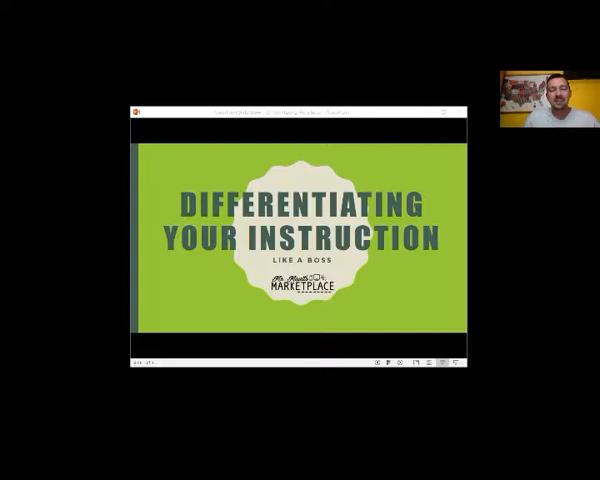 DIFFERENTIATING
YOUR INSTRUCTION
LIKE A BOSS
MARKETPLACE